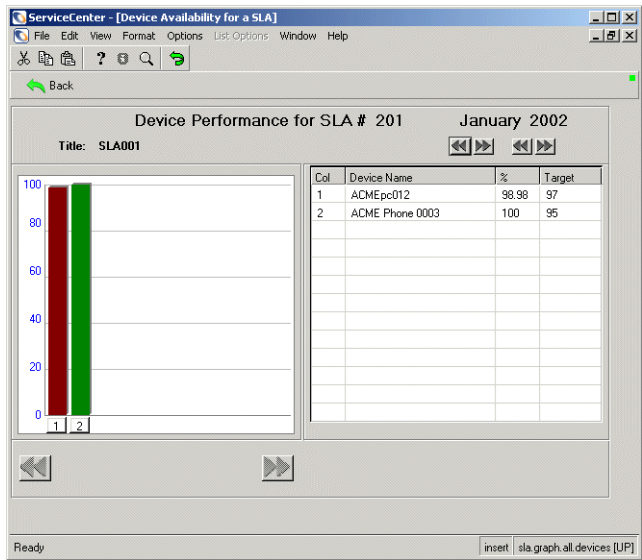 ServiceCenter - [Device Availability for a SLA]
File Edit View Format Options List Options Window Help
?
Back
Device Performance for SLA # 201 January 2002
Title: SLA001
Col Device Name % Target
1 ACMEpc012 98.98 97
2 ACME Phone 0003 100 95
100
80
60
40
20
0
1 2
Ready insert sla.graph.all.devices [UP]